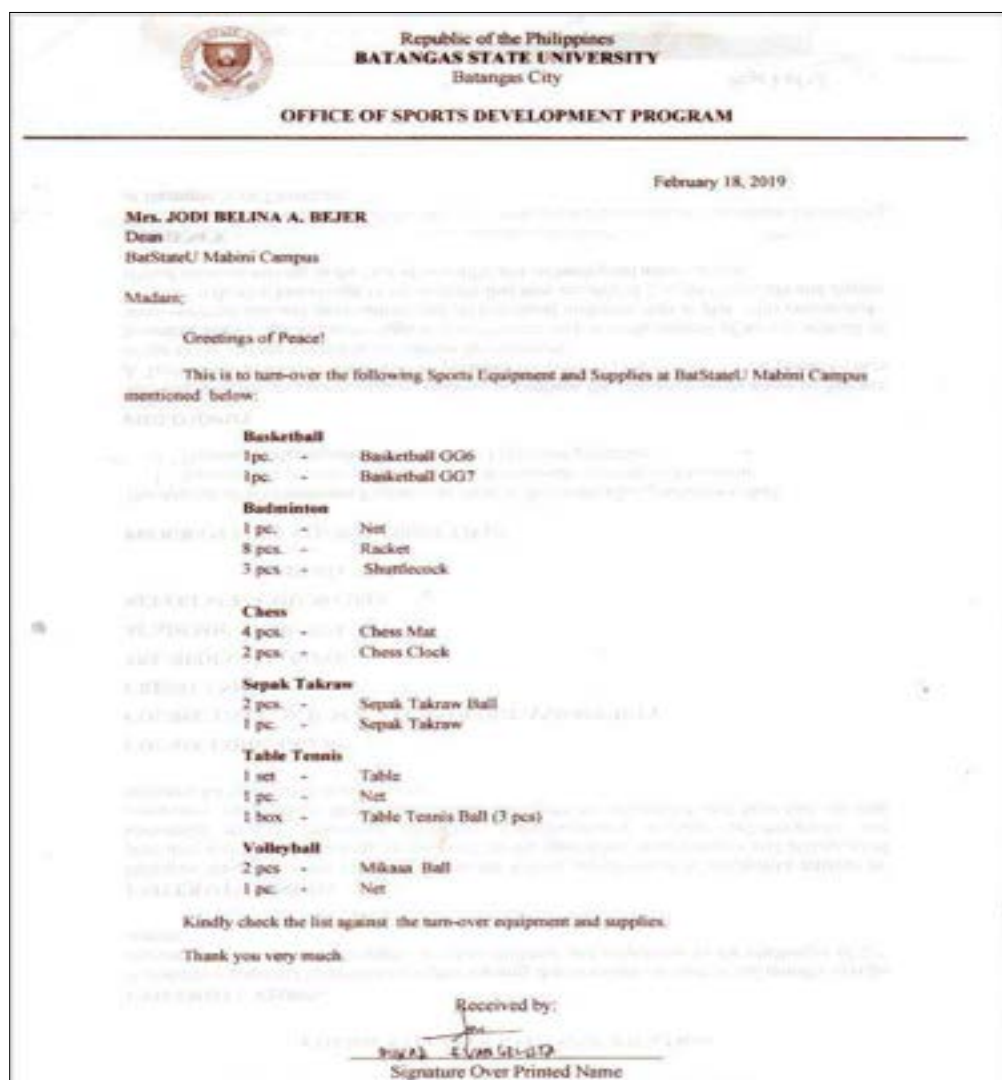 Republic of the Philippines
BATANGAS STATE UNIVERSITY
Batangas City
OFFICE OF SPORTS DEVELOPMENT PROGRAM
February 18, 2019
Mrs. JODI BELINA A. BEJER
Dean
BatStateU Mabini Campus
Madam:
Greetings of Peace!
This is to turn-over the following Sports Equipment and Supplies at BatStateU Mabini Campus
mentioned below:
Basketball
1pc. - Basketball GG6
1pc. - Basketball GG7
Badminton
1 pc. - Net
8 pcs. - Racket
3 pcs. - Shuttlecock
Chess
4 pcs. - Chess Mat
2 pcs. - Chess Clock
Sepak Takraw
2 pcs. - Sepak Takraw Ball
1 pc. - Sepak Takraw
Table Tennis
1 set - Table
1 pc. - Net
1 box - Table Tennis Ball (3 pcs)
Volleyball
2 pcs - Mikasa Ball
1 pc. - Net
Kindly check the list against the turn-over equipment and supplies.
Thank you very much.
Received by:
Signature Over Printed Name